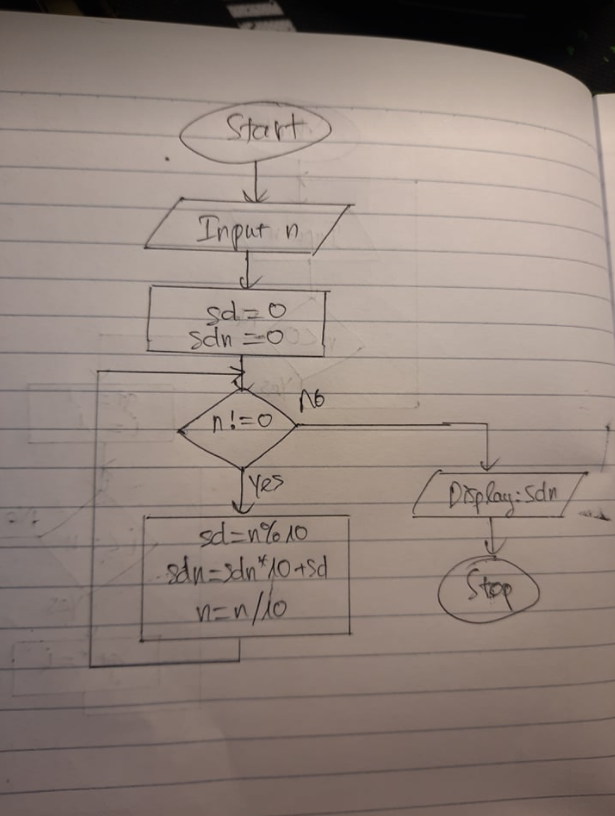 Start
Input n
sd=0
sdn=0
n!=0
No
Yes
sd=n%10
sdn=sdn*10+sd
n=n/10
Display:sdn
Stop